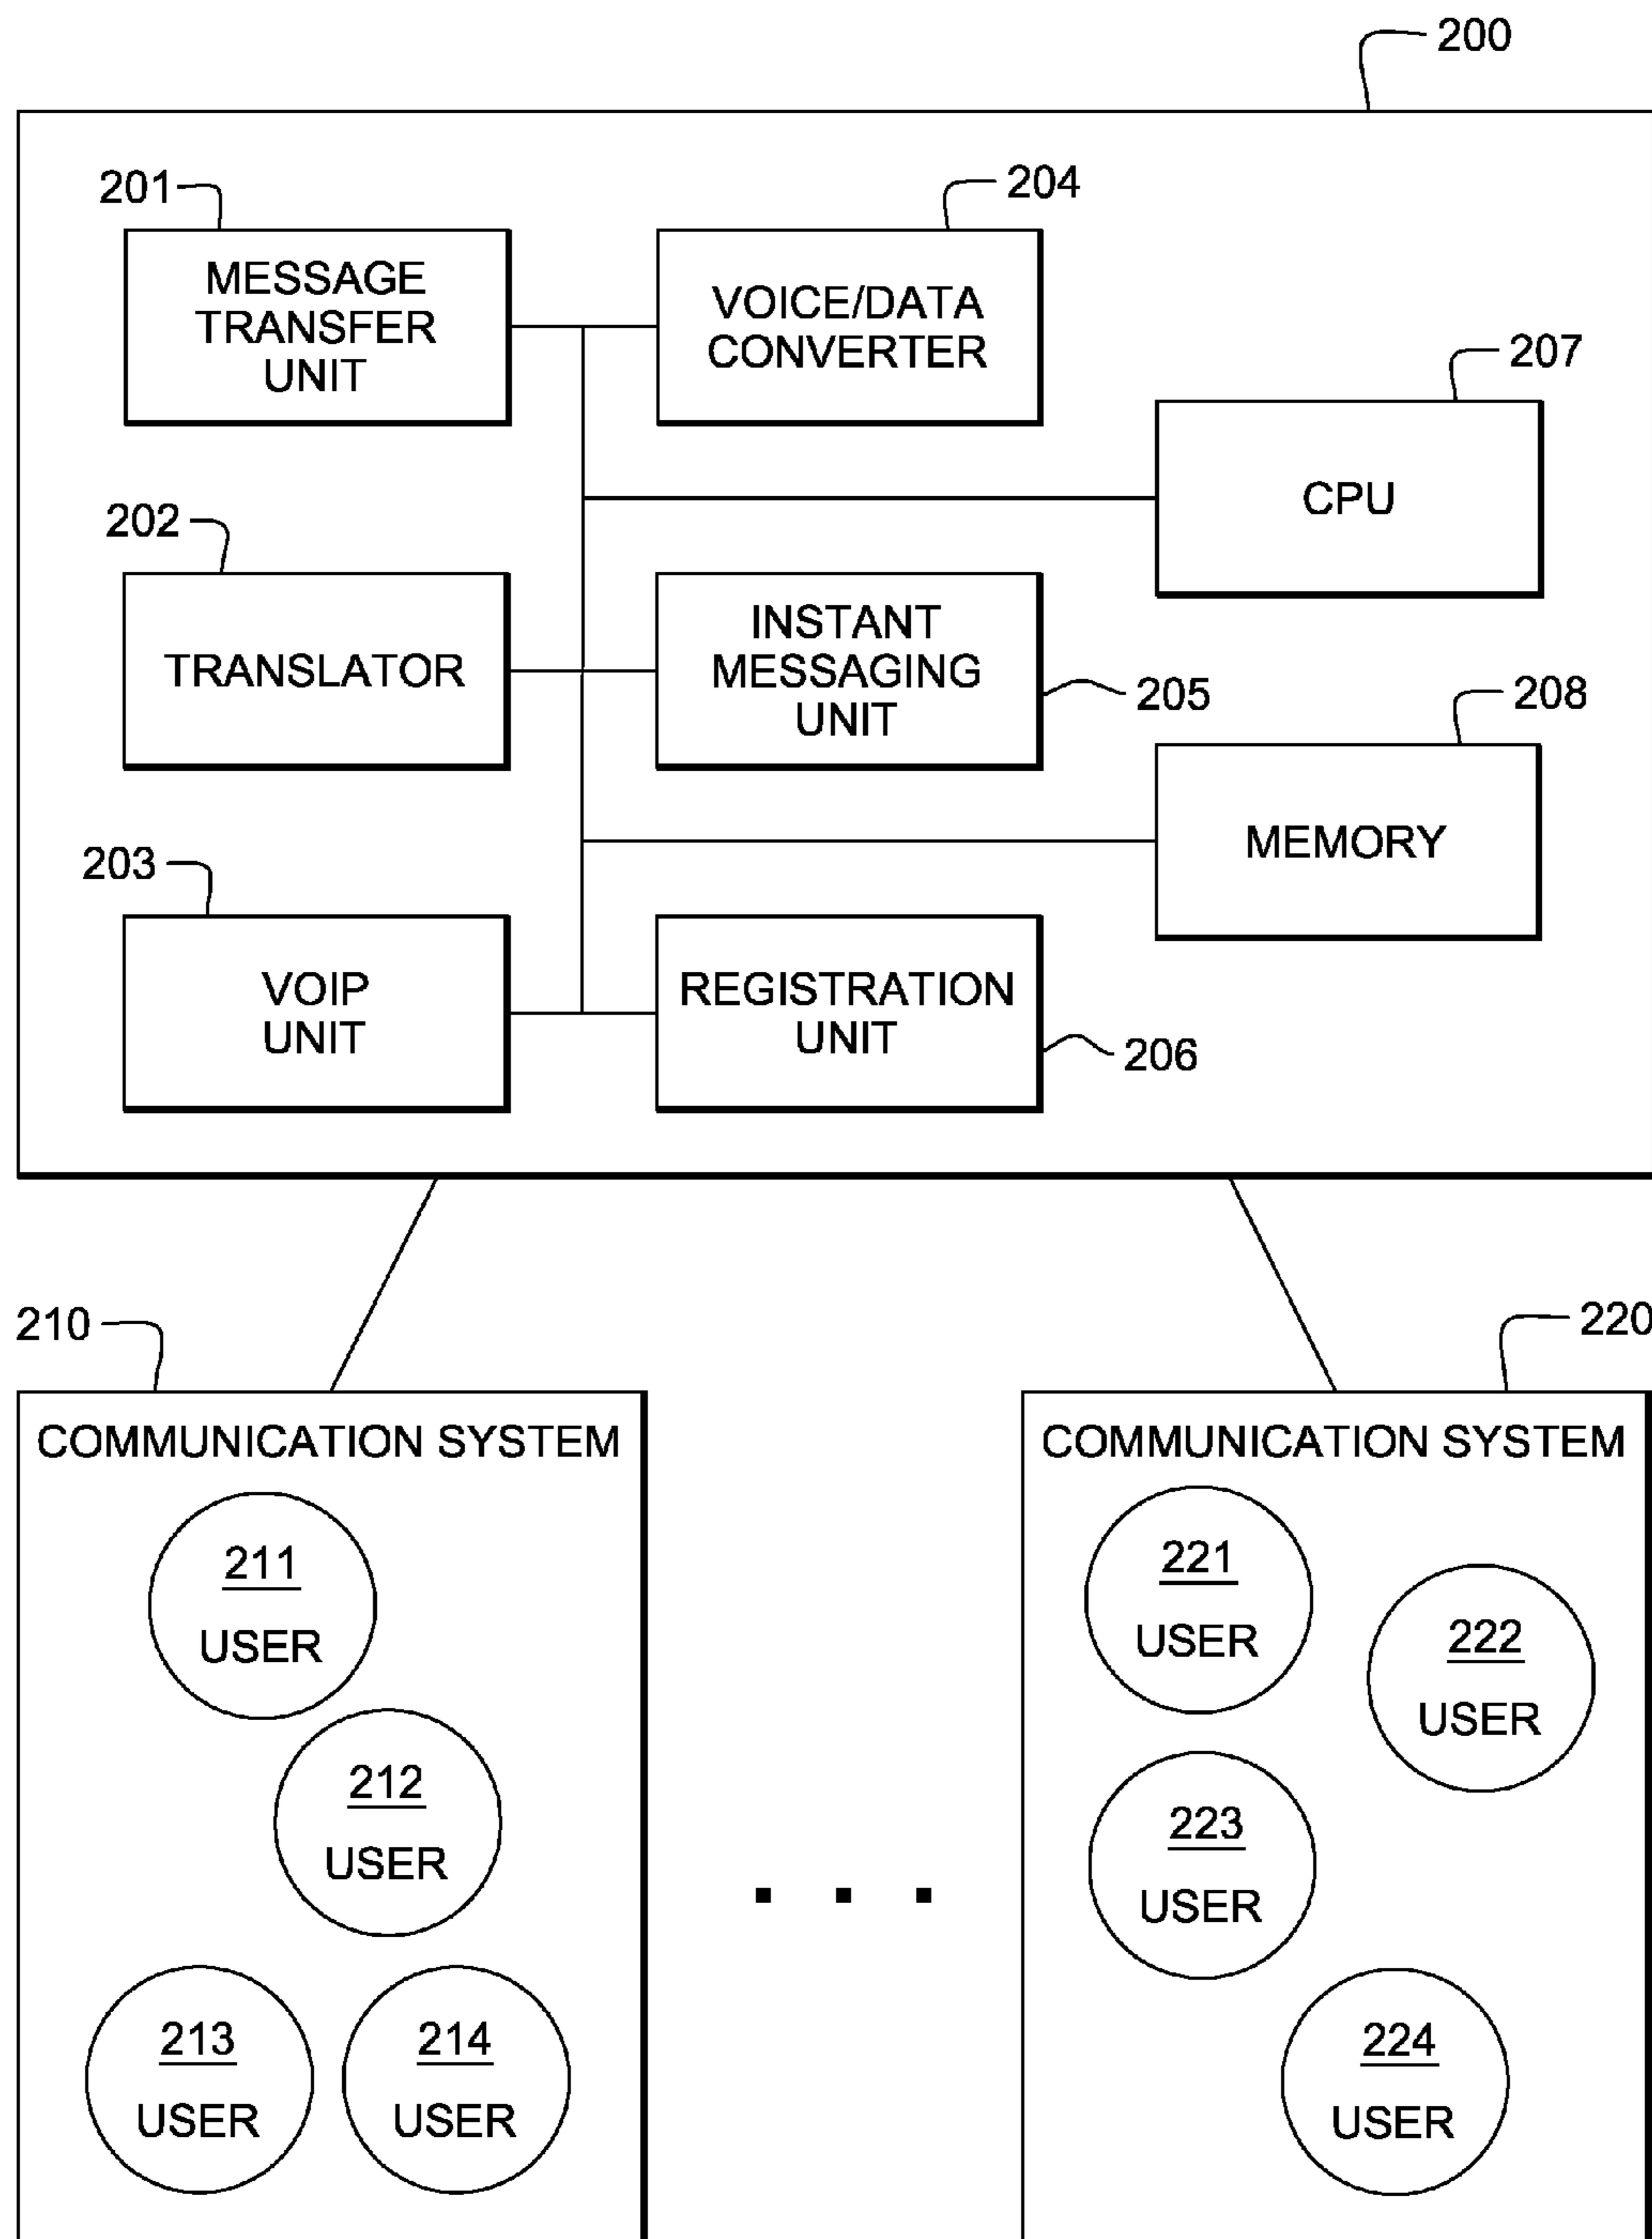 200
201
MESSAGE
TRANSFER
UNIT
204
VOICE/DATA
CONVERTER
207
CPU
202
TRANSLATOR
INSTANT
MESSAGING
UNIT
205
208
MEMORY
203
VOIP
UNIT
REGISTRATION
UNIT
206
210
COMMUNICATION SYSTEM
211
USER
212
USER
213
USER
214
USER
. . .
220
COMMUNICATION SYSTEM
221
USER
222
USER
223
USER
224
USER